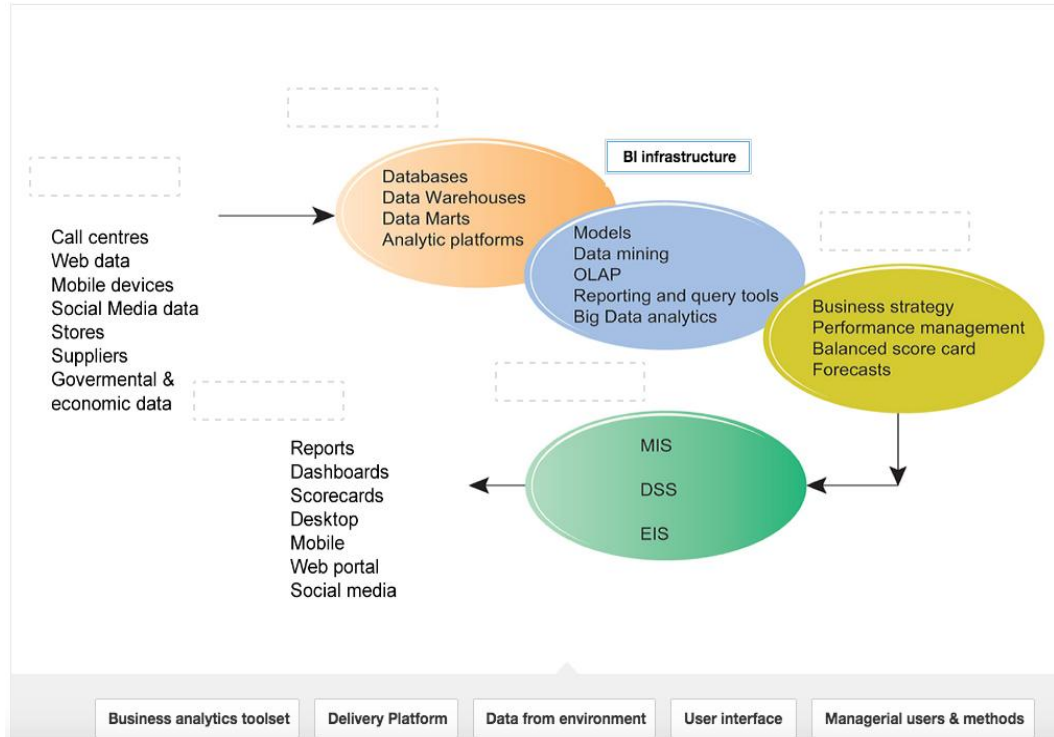 Databases
Data Warehouses
Data Marts
Analytic platforms
BI infrastructure
Call centres
Web data
Mobile devices
Social Media data
Stores
Suppliers
Govermental &
economic data
Models
Data mining
OLAP
Reporting and query tools
Big Data analytics
Business strategy
Performance management
Balanced score card
Forecasts
MIS
DSS
EIS
Reports
Dashboards
Scorecards
Desktop
Mobile
Web portal
Social media
Business analytics toolset
Delivery Platform
Data from environment
User interface
Managerial users & methods